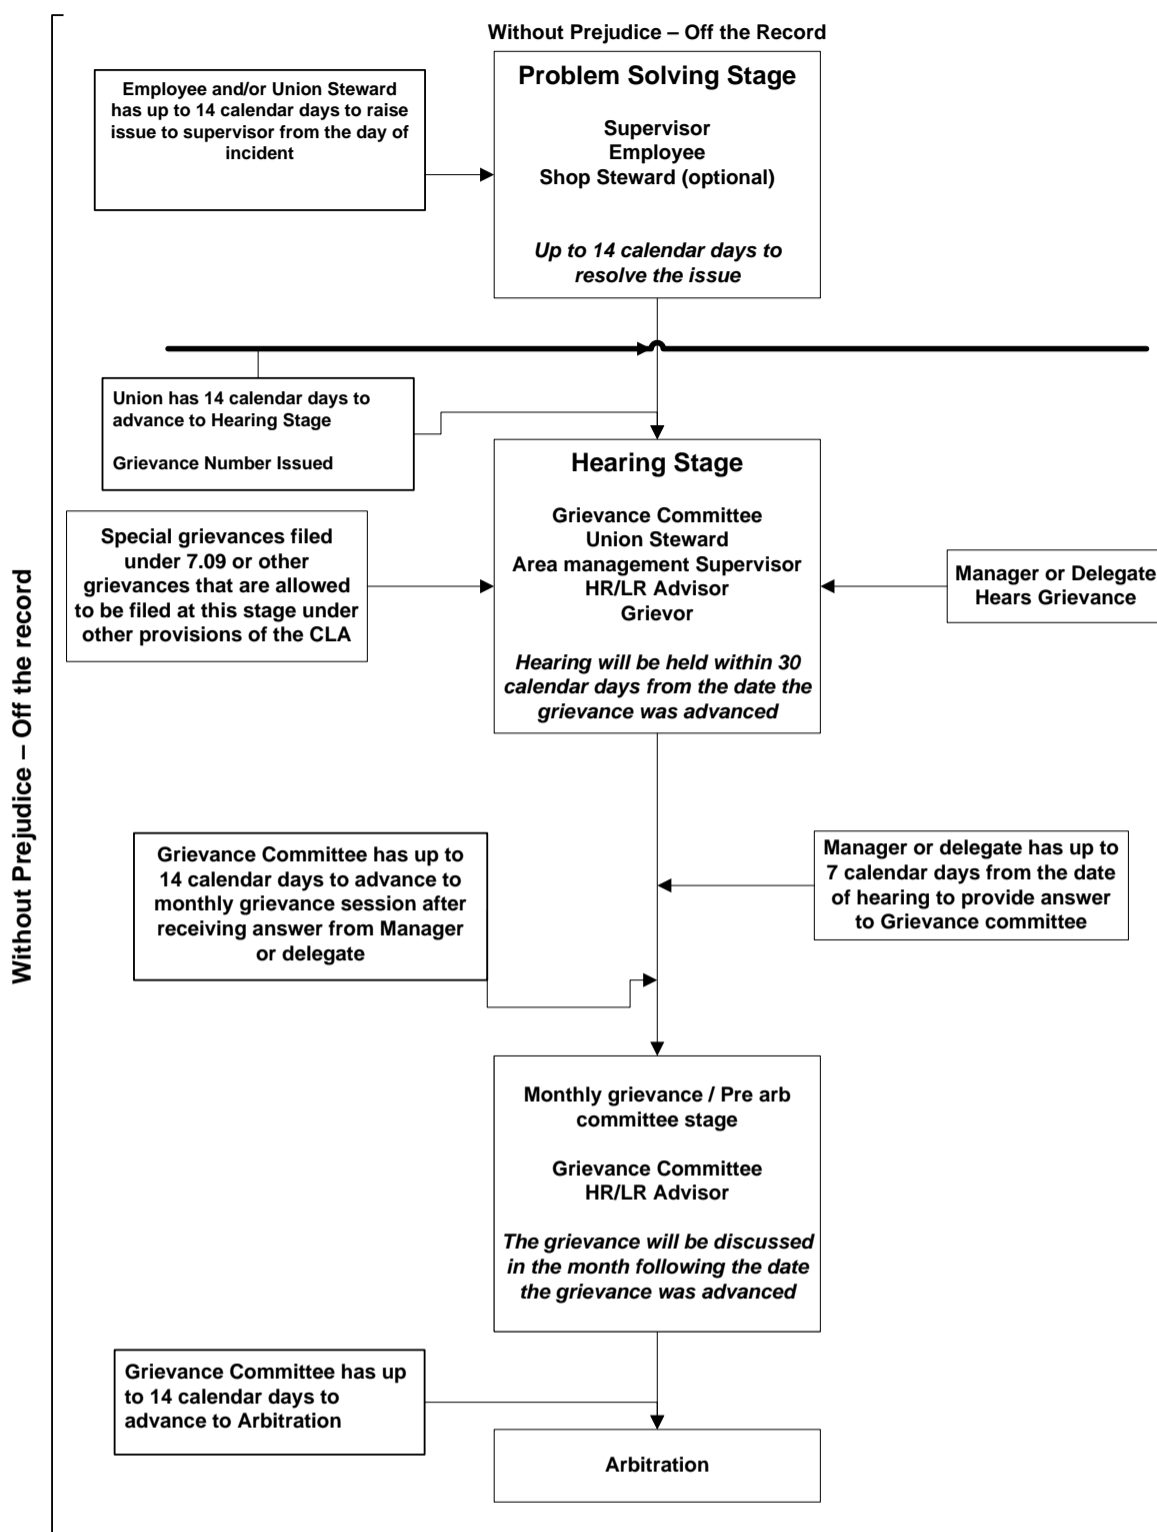 Without Prejudice – Off the Record
Problem Solving Stage
Supervisor
Employee
Shop Steward (optional)
Up to 14 calendar days to
resolve the issue
Employee and/or Union Steward
has up to 14 calendar days to raise
issue to supervisor from the day of
incident
Union has 14 calendar days to
advance to Hearing Stage
Grievance Number Issued
Hearing Stage
Grievance Committee
Union Steward
Area management Supervisor
HR/LR Advisor
Grievor
Hearing will be held within 30
calendar days from the date the
grievance was advanced
Special grievances filed
under 7.09 or other
grievances that are allowed
to be filed at this stage under
other provisions of the CLA
Manager or Delegate
Hears Grievance
Without Prejudice – Off the record
Grievance Committee has up to
14 calendar days to advance to
monthly grievance session after
receiving answer from Manager
or delegate
Manager or delegate has up to
7 calendar days from the date
of hearing to provide answer
to Grievance committee
Monthly grievance / Pre arb
committee stage
Grievance Committee
HR/LR Advisor
The grievance will be discussed
in the month following the date
the grievance was advanced
Grievance Committee has up
to 14 calendar days to
advance to Arbitration
Arbitration